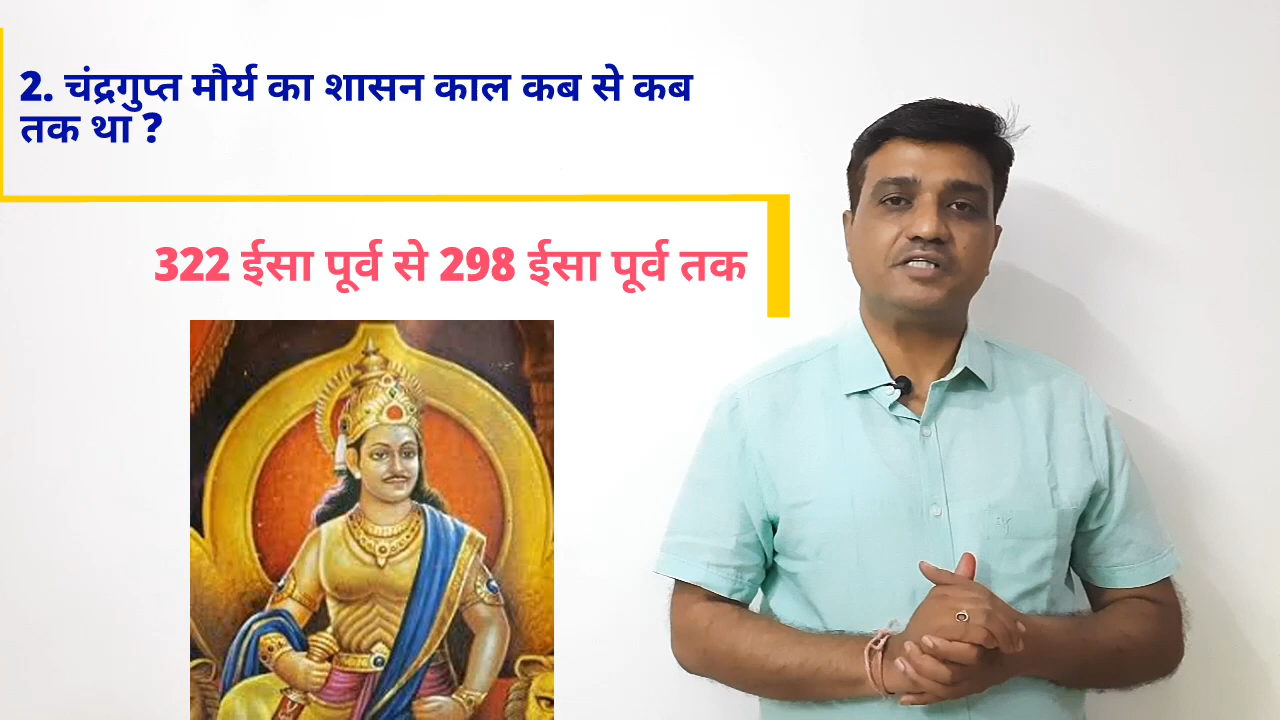 2. चंद्रगुप्त मौर्य का शासन काल कब से कब
तक था ?
322 ईसा पूर्व से 298 ईसा पूर्व तक